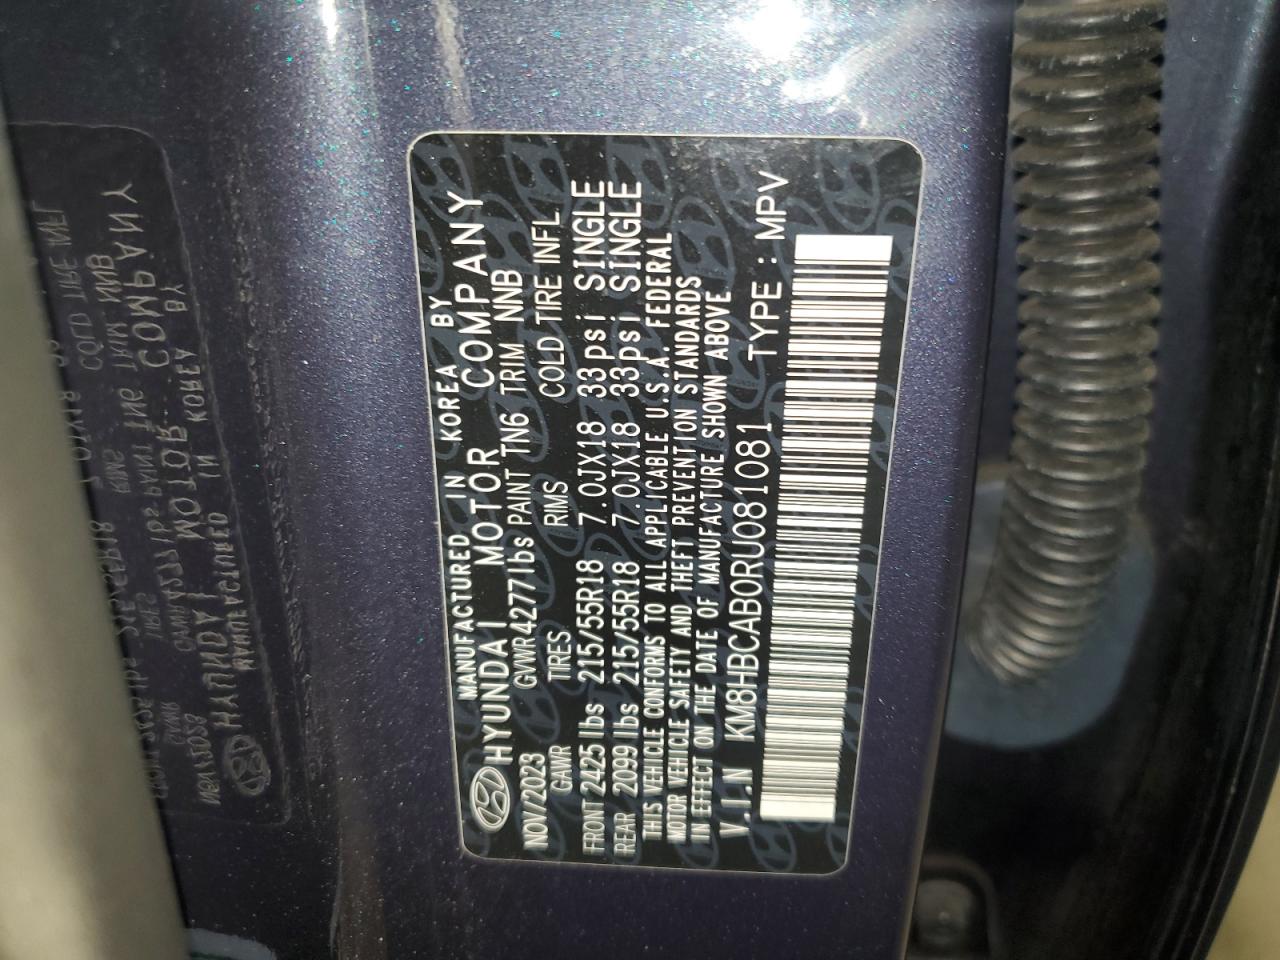 MANUFACTURED IN KOREA BY
HYUNDAI MOTOR COMPANY
NOV/2023 GVWR 4277lbs PAINT TN6 TRIM NNB
GAWR TIRES RIMS COLD TIRE INFL.
FRONT 2425 lbs 215/55R18 7.0JX18 33psi SINGLE
REAR 2099 lbs 215/55R18 7.0JX18 33psi SINGLE
THIS VEHICLE CONFORMS TO ALL APPLICABLE U.S.A. FEDERAL
MOTOR VEHICLE SAFETY AND THEFT PREVENTION STANDARDS
IN EFFECT ON THE DATE OF MANUFACTURE SHOWN ABOVE.
V.I.N KM8HBCAB0RU081081 TYPE : MPV